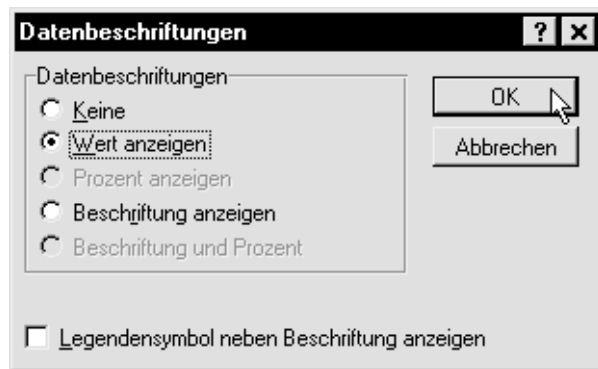 Datenbeschriftungen
Datenbeschriftungen
Keine
Wert anzeigen
Prozent anzeigen
Beschriftung anzeigen
Beschriftung und Prozent
OK
Abbrechen
Legendensymbol neben Beschriftung anzeigen